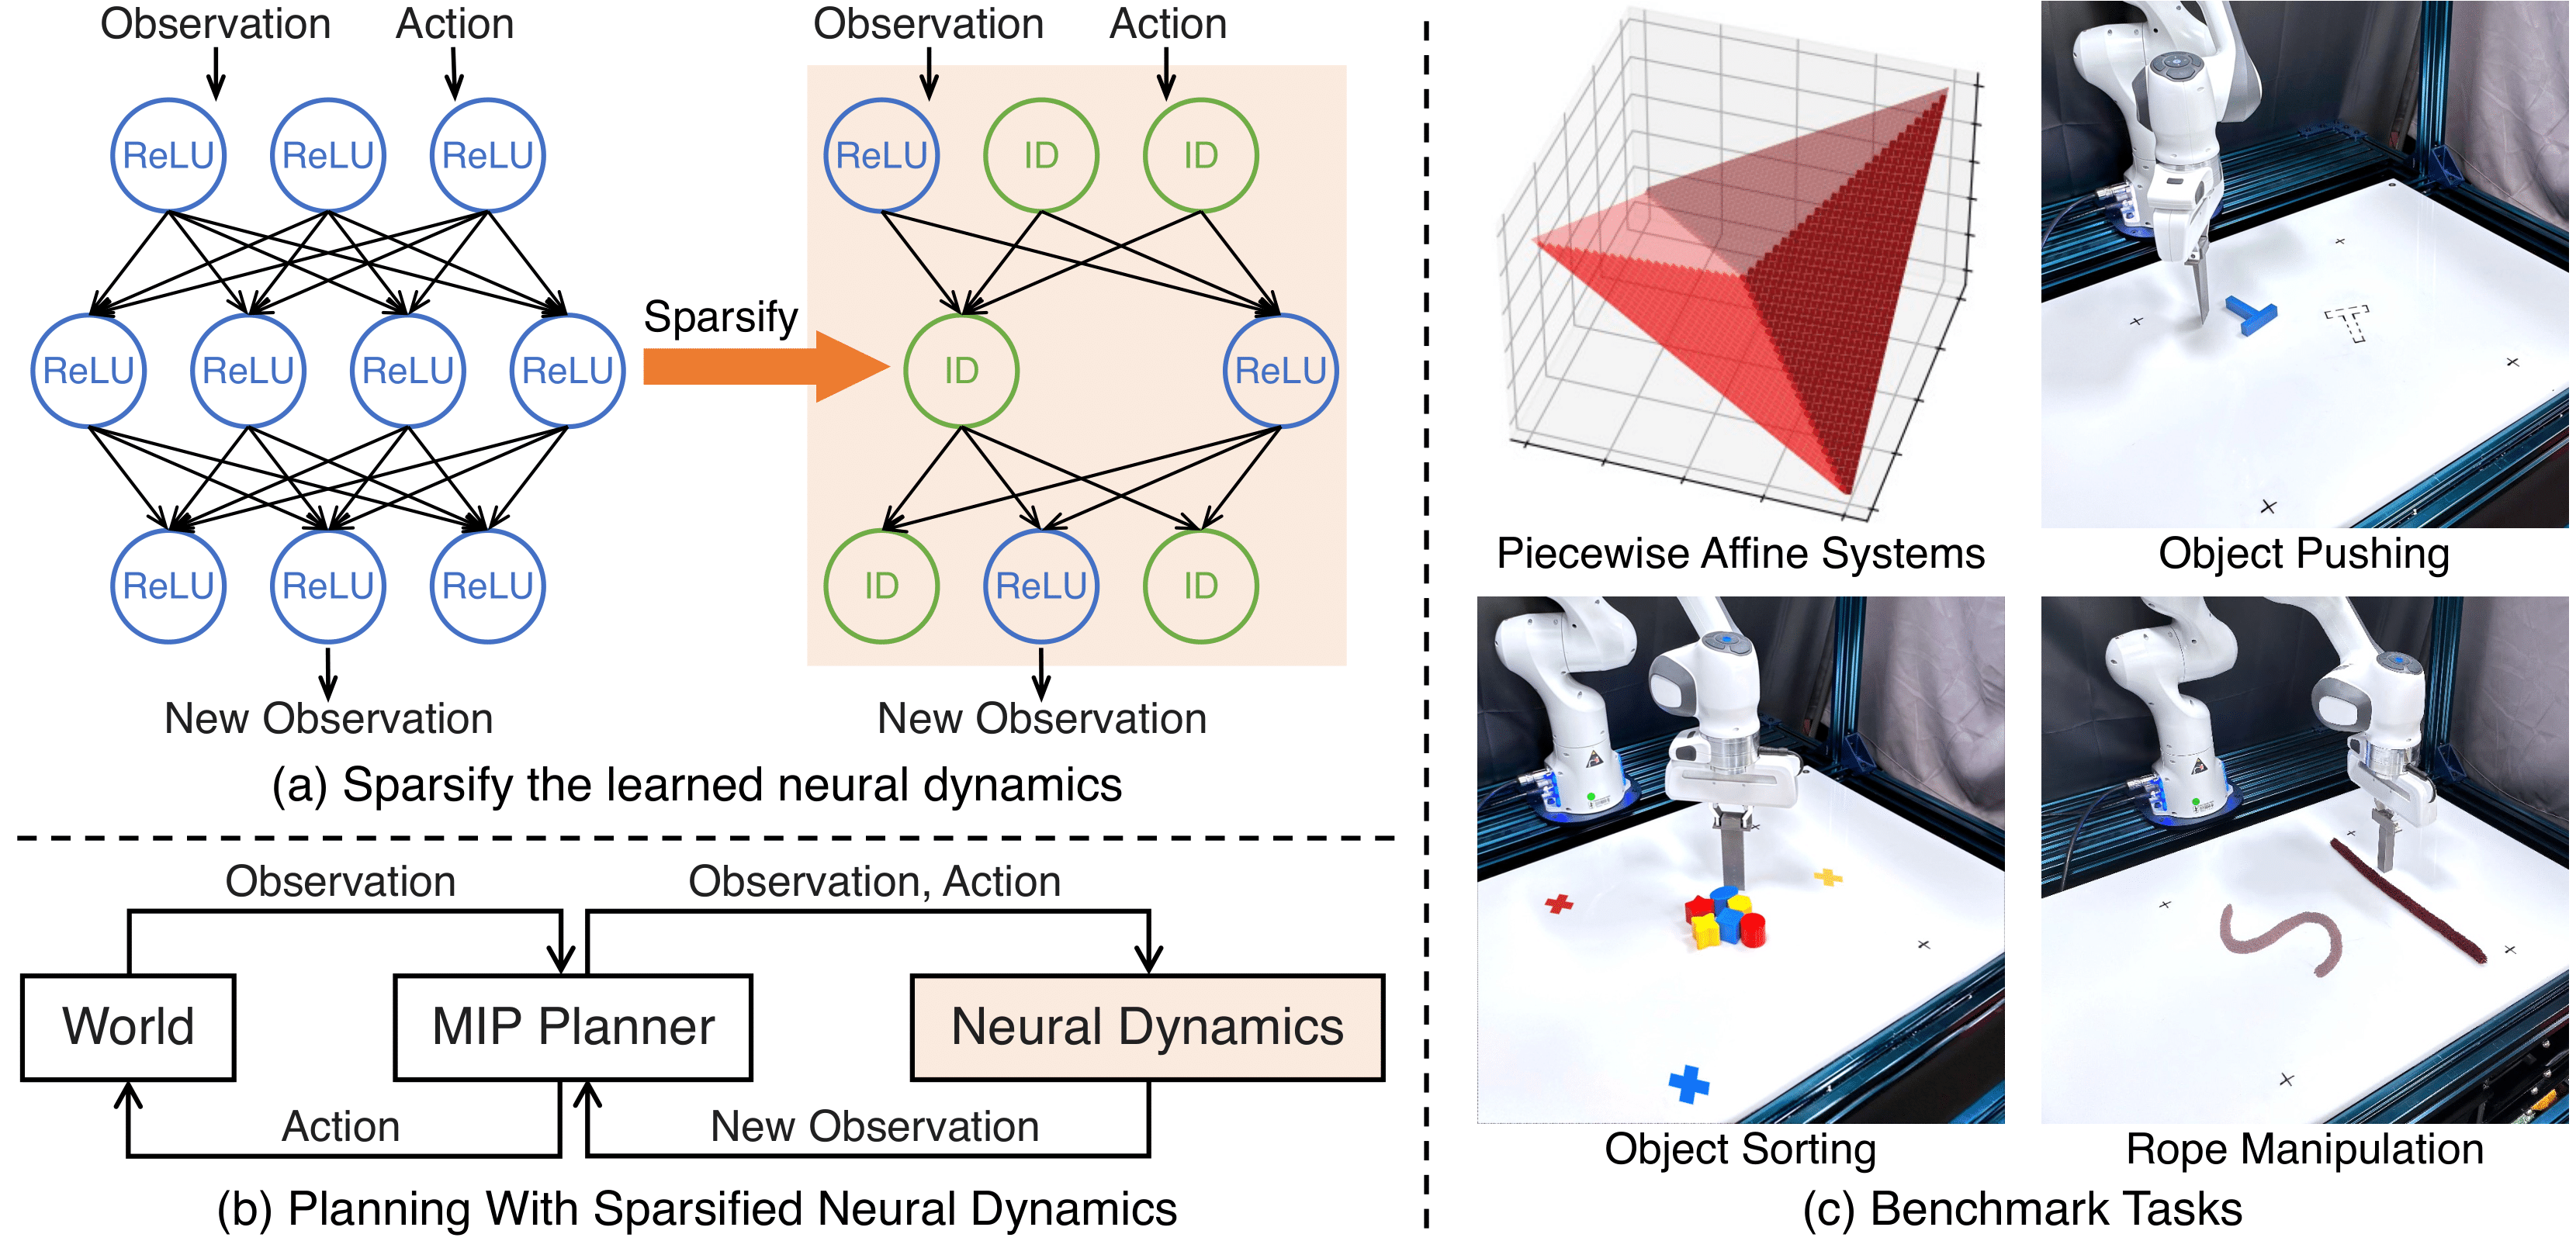 Observation Action
ReLU ReLU ReLU
ReLU ReLU ReLU ReLU
ReLU ReLU ReLU
New Observation
Sparsify
Observation Action
ReLU ID ID
ID ReLU
ID ReLU ID
New Observation
(a) Sparsify the learned neural dynamics
Observation
Observation, Action
World
MIP Planner
Neural Dynamics
Action
New Observation
(b) Planning With Sparsified Neural Dynamics
Piecewise Affine Systems
Object Pushing
Object Sorting
Rope Manipulation
(c) Benchmark Tasks